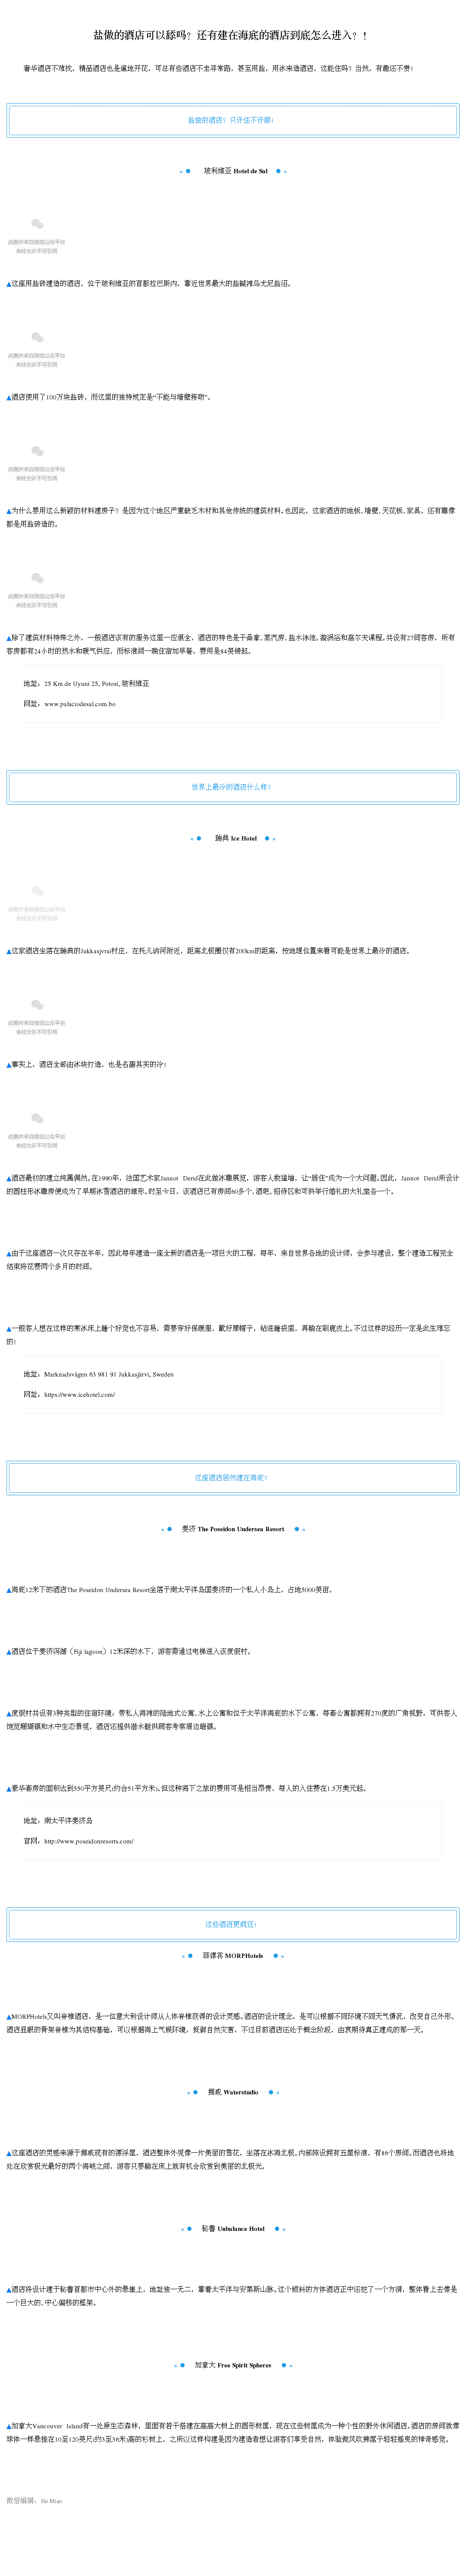 盐做的酒店可以舔吗？还有建在海底的酒店到底怎么进入？！
奢华酒店不难找，精品酒店也是遍地开花，可总有些酒店不走寻常路，甚至用盐，用冰来造酒店，这能住吗？当然，有趣还不贵！
盐做的酒店？只许住不许舔！
玻利维亚 Hotel de Sal
此图片来自微信公众平台
未经允许不可引用
▲这座用盐砖建造的酒店，位于玻利维亚的首都拉巴斯内，靠近世界最大的盐碱滩乌尤尼盐沼。
此图片来自微信公众平台
未经允许不可引用
▲酒店使用了100万块盐砖，而这里的独特规定是“不能与墙壁接吻”。
此图片来自微信公众平台
未经允许不可引用
▲为什么要用这么新颖的材料建房子？是因为这个地区严重缺乏木材和其他传统的建筑材料。也因此，这家酒店的地板、墙壁、天花板、家具，还有雕像
都是用盐砖造的。
此图片来自微信公众平台
未经允许不可引用
▲除了建筑材料特殊之外，一般酒店该有的服务这里一应俱全，酒店的特色是干桑拿、蒸汽房、盐水泳池、漩涡浴和高尔夫课程。共设有27间客房，所有
客房都有24小时的热水和暖气供应，而标准间一晚住宿加早餐，费用是84英镑起。
地址：25 Km de Uyuni 25, Potosí, 玻利维亚
网址：www.palaciodesal.com.bo
世界上最冷的酒店什么样？
瑞典 Ice Hotel
此图片来自微信公众平台
未经允许不可引用
▲这家酒店坐落在瑞典的Jukkasjvrai村庄，在托儿讷河附近，距离北极圈仅有200km的距离，按地理位置来看可能是世界上最冷的酒店。
此图片来自微信公众平台
未经允许不可引用
▲事实上，酒店全部由冰块打造，也是名副其实的冷！
此图片来自微信公众平台
未经允许不可引用
▲酒店最初的建立纯属偶然。在1990年，法国艺术家Jannot Derid在此做冰雕展览，游客人数猛增，让“居住”成为一个大问题。因此，Jannot Derid所设计
的圆柱形冰雕房便成为了早期冰雪酒店的雏形。时至今日，该酒店已有房间60多个、酒吧、招待区和可供举行婚礼的大礼堂各一个。
▲由于这座酒店一次只存在半年，因此每年建造一座全新的酒店是一项巨大的工程，每年，来自世界各地的设计师，会参与建设，整个建造工程完全
结束将花费两个多月的时间。
▲一般客人想在这样的寒冰床上睡个好觉也不容易，需要穿好保暖服，戴好厚帽子，钻进睡袋里，再躺在驯鹿皮上。不过这样的经历一定是此生难忘
的！
地址：Marknadsvägen 63 981 91 Jukkasjärvi, Sweden
网址：https://www.icehotel.com/
这座酒店居然建在海底？
斐济 The Poseidon Undersea Resort
▲海底12米下的酒店The Poseidon Undersea Resort坐落于南太平洋岛国斐济的一个私人小岛上，占地5000英亩。
▲酒店位于斐济泻湖（Fiji lagoon）12米深的水下，游客需通过电梯进入该度假村。
▲度假村共设有3种类型的住宿环境：带私人海滩的陆地式公寓、水上公寓和位于太平洋海底的水下公寓，每套公寓都拥有270度的广角视野，可供客人
饱览珊瑚礁和水中生态景观，酒店还提供潜水艇供顾客考察周边暗礁。
▲豪华套房的面积达到550平方英尺(约合51平方米)。但这种海下之旅的费用可是相当昂贵，每人的入住费在1.5万美元起。
地址：南太平洋斐济岛
官网：http://www.poseidonresorts.com/
这些酒店更疯狂！
菲律宾 MORPHotels
▲MORPHotels又叫脊椎酒店，是一位意大利设计师从人体脊椎获得的设计灵感。酒店的设计理念，是可以根据不同环境不同天气情况，改变自己外形。
酒店显眼的骨架脊椎为其结构基础，可以根据海上气候环境，抵御自然灾害，不过目前酒店还处于概念阶段，由衷期待真正建成的那一天。
挪威 Waterstudio
▲这座酒店的灵感来源于挪威现有的漂浮屋，酒店整体外观像一片美丽的雪花，坐落在冰海北极。内部陈设拥有五星标准，有86个房间。而酒店也将地
处在欣赏极光最好的两个海峡之间，游客只要躺在床上就有机会欣赏到美丽的北极光。
秘鲁 Unbalance Hotel
▲酒店将设计建于秘鲁首都市中心外的悬崖上，地址独一无二，靠着太平洋与安第斯山脉。这个倾斜的方体酒店正中还挖了一个方洞，整体看上去像是
一个巨大的、中心偏移的框架。
加拿大 Free Spirit Spheres
▲加拿大Vancouver Island有一处原生态森林，里面有若干搭建在高高大树上的圆形树屋，现在这些树屋成为一种个性的野外休闲酒店。酒店的房间就像
球体一样悬挂在10至120英尺(约3至36米)高的杉树上，之所以这样构建是因为建造者想让游客们享受自然，体验微风吹拂屋子轻轻摇曳的神奇感觉。
微信编辑：He Miao